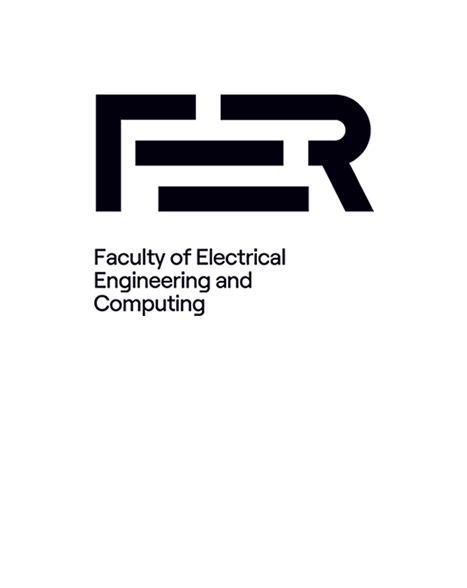 FER
Faculty of Electrical
Engineering and
Computing